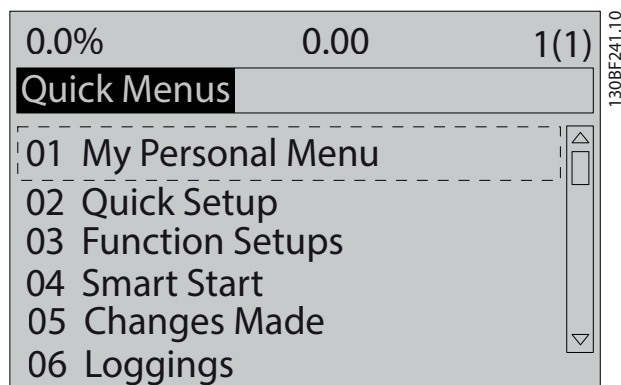 0.0% 0.00 1(1)
Quick Menus
01 My Personal Menu
02 Quick Setup
03 Function Setups
04 Smart Start
05 Changes Made
06 Loggings
130BF241.10